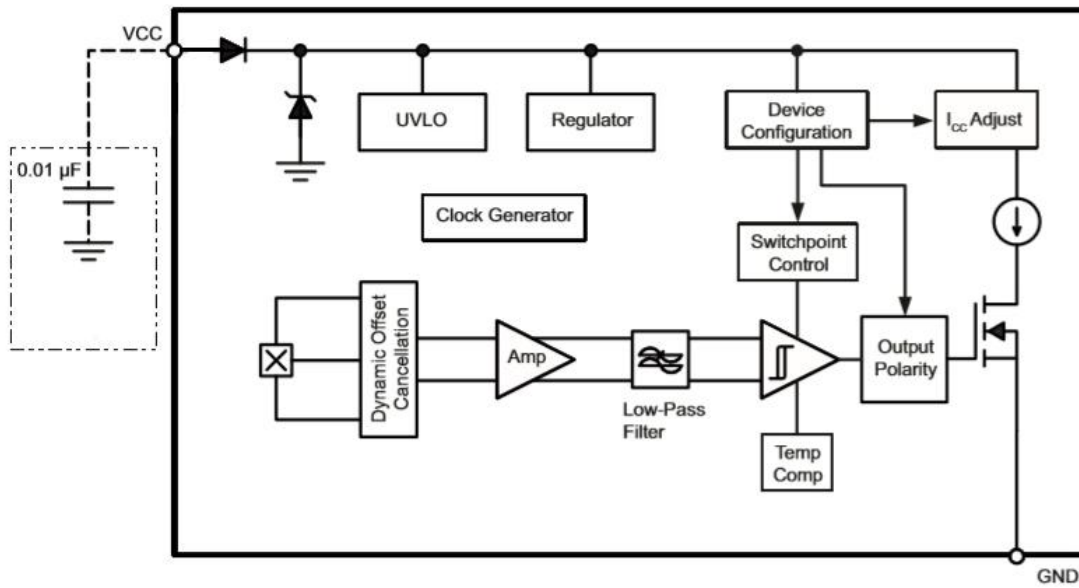 VCC
0.01 µF
UVLO
Regulator
Device
Configuration
ICC Adjust
Clock Generator
Switchpoint
Control
Dynamic Offset
Cancellation
Amp
Low-Pass
Filter
Output
Polarity
Temp
Comp
GND